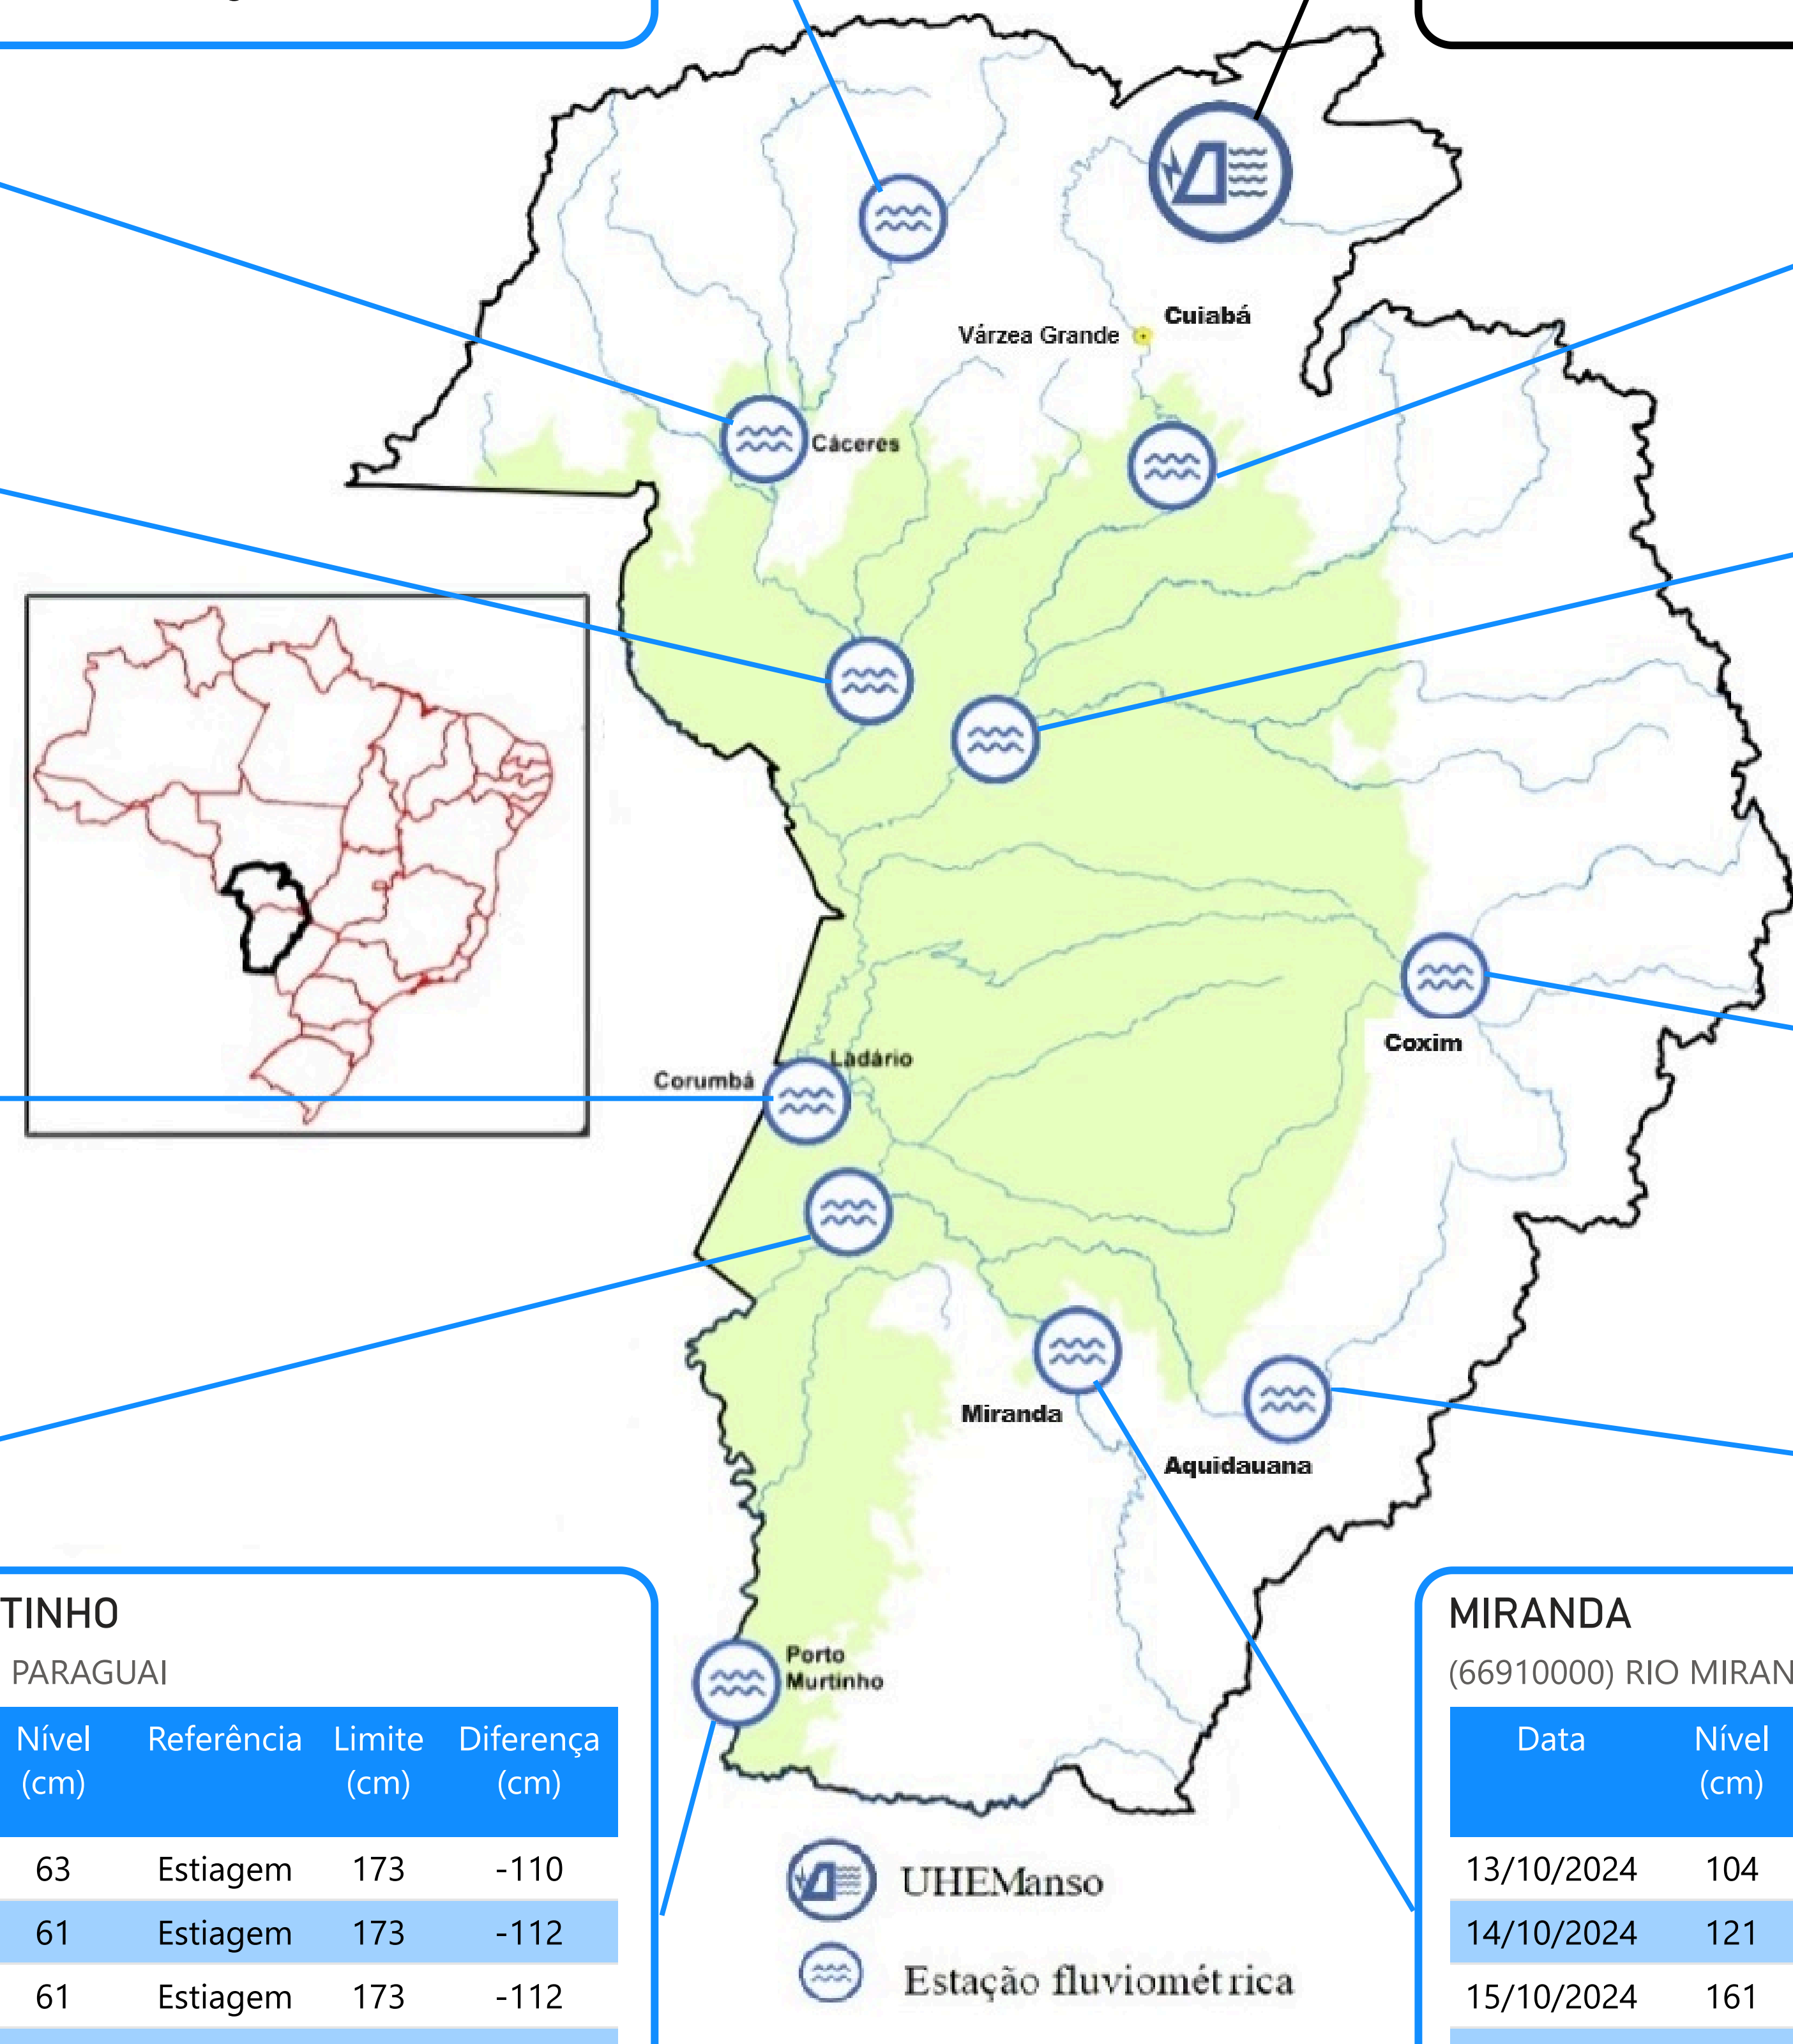 Cuiabá
Várzea Grande
Cáceres
Coxim
Ladário
Corumbá
Miranda
Aquidauana
Porto
Murtinho
TINHO
PARAGUAI
Nível Referência Limite Diferença
(cm) (cm) (cm)
63 Estiagem 173 -110
61 Estiagem 173 -112
61 Estiagem 173 -112
UHEManso
Estação fluviométrica
MIRANDA
(66910000) RIO MIRAN
Data Nível
(cm)
13/10/2024 104
14/10/2024 121
15/10/2024 161